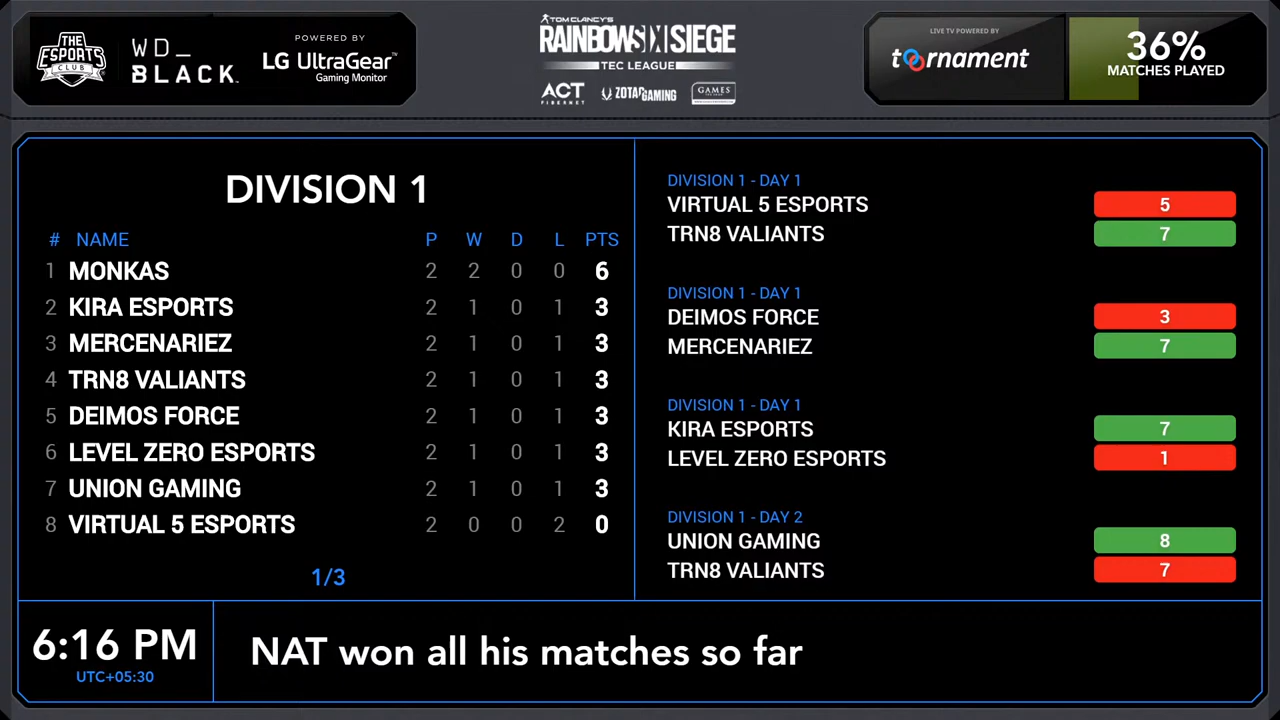 THE
ESPORTS
CLUB
WD_
BLACK.
POWERED BY
LG UltraGear™
Gaming Monitor
TOM CLANCY'S
RAINBOW SIX SIEGE
TEC LEAGUE
ACT
FIBERNET
ZOTAC GAMING
GAMES
THE SHOP
LIVE TV POWERED BY
toornament
36%
MATCHES PLAYED
DIVISION 1
# NAME P W D L PTS
1 MONKAS 2 2 0 0 6
2 KIRA ESPORTS 2 1 0 1 3
3 MERCENARIEZ 2 1 0 1 3
4 TRN8 VALIANTS 2 1 0 1 3
5 DEIMOS FORCE 2 1 0 1 3
6 LEVEL ZERO ESPORTS 2 1 0 1 3
7 UNION GAMING 2 1 0 1 3
8 VIRTUAL 5 ESPORTS 2 0 0 2 0
1/3
DIVISION 1 - DAY 1
VIRTUAL 5 ESPORTS 5
TRN8 VALIANTS 7
DIVISION 1 - DAY 1
DEIMOS FORCE 3
MERCENARIEZ 7
DIVISION 1 - DAY 1
KIRA ESPORTS 7
LEVEL ZERO ESPORTS 1
DIVISION 1 - DAY 2
UNION GAMING 8
TRN8 VALIANTS 7
6:16 PM
UTC+05:30
NAT won all his matches so far